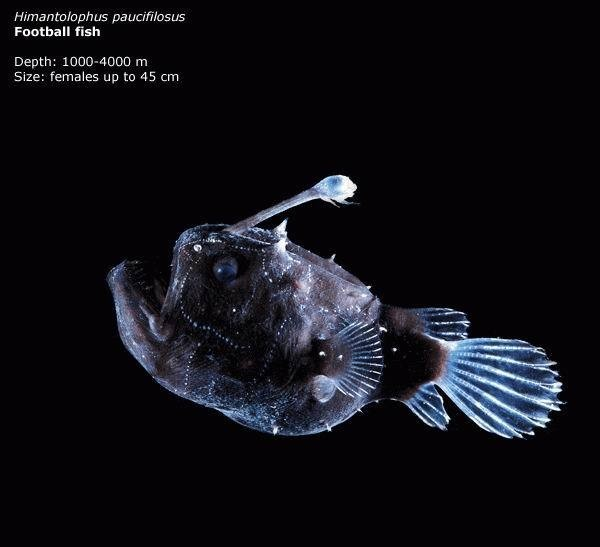 Himantolophus paucifilosus
Football fish
Depth: 1000-4000 m
Size: females up to 45 cm